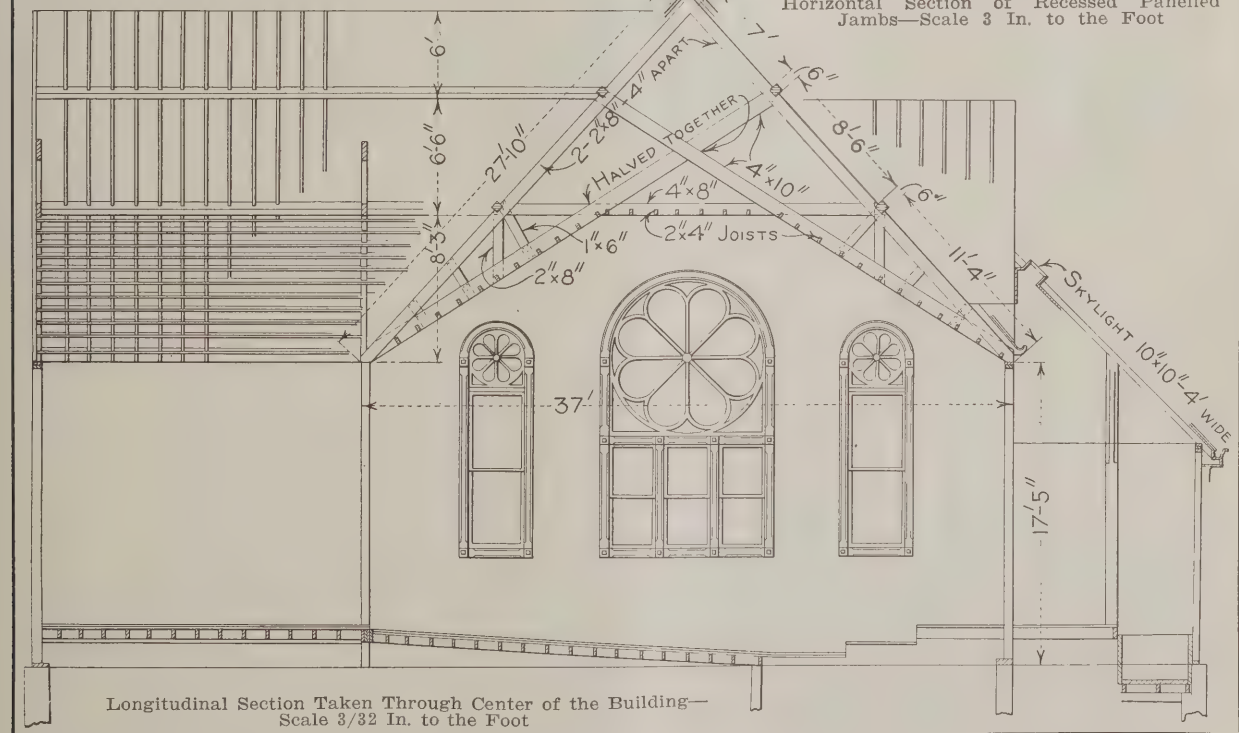 Horizontal Section of Recessed Panelled
Jambs—Scale 3 In. to the Foot
6'
7'
6"
2-2"x8"-4" APART
27'-10"
6'6"
HALVED TOGETHER
8'-6"
4"x10"
4"x8"
6"
8'-3"
1"x6"
2"x4" JOISTS
2"x8"
11'-4"
SKYLIGHT 10"x10"-4' WIDE
37'
17'-5"
Longitudinal Section Taken Through Center of the Building—
Scale 3/32 In. to the Foot